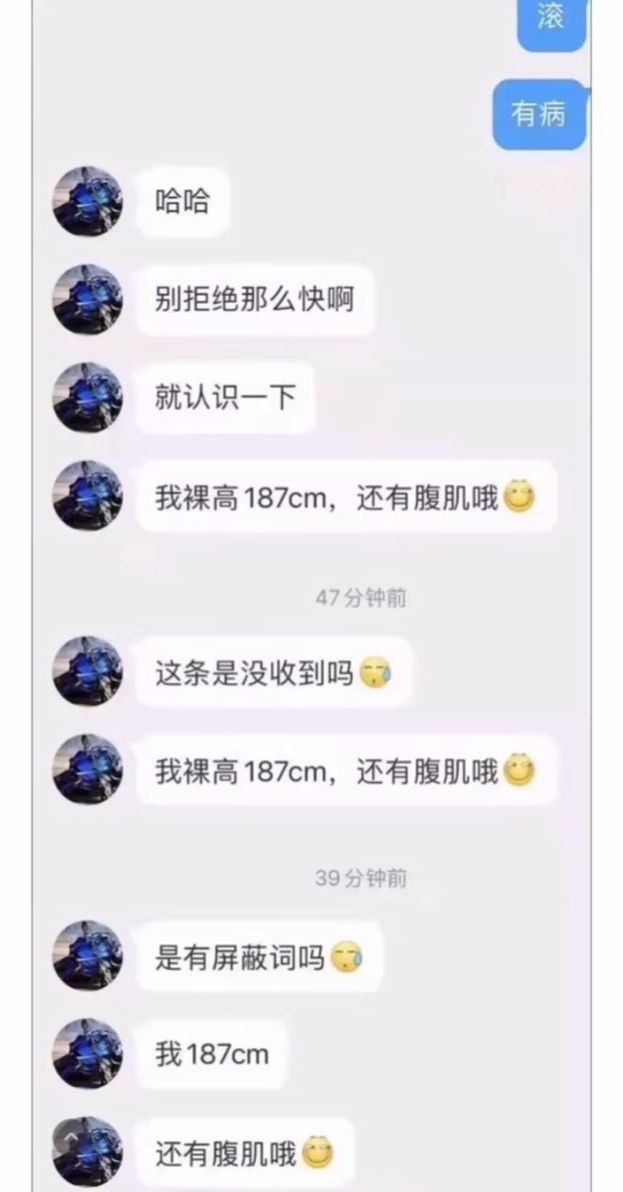 滚
有病
哈哈
别拒绝那么快啊
就认识一下
我裸高187cm，还有腹肌哦
47分钟前
这条是没收到吗
我裸高187cm，还有腹肌哦
39分钟前
是有屏蔽词吗
我187cm
还有腹肌哦